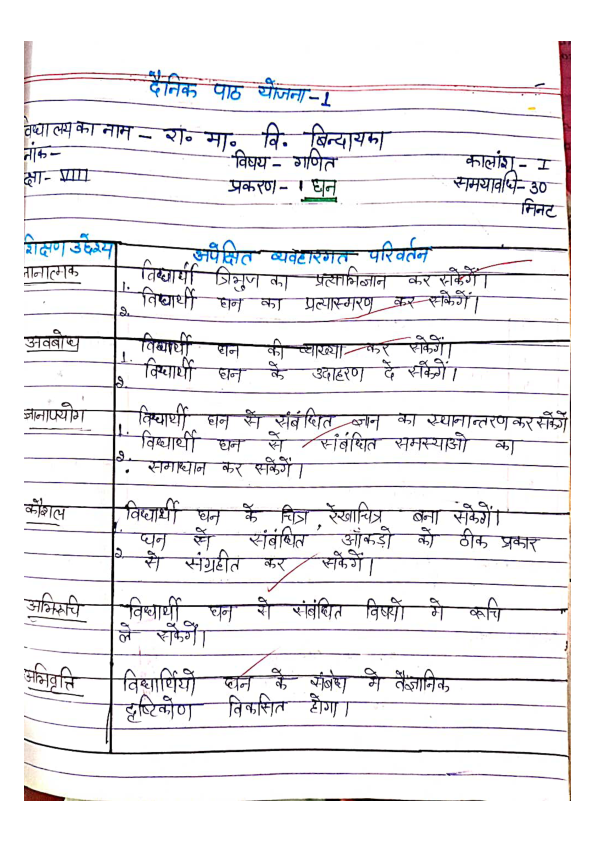 दैनिक पाठ योजना-1
विद्यालय का नाम - रा. मा. वि. बिन्दायका
नांक-
विषय - गणित
कालांश - I
क्षा- VIII
प्रकरण- घन
समयावधि- 30
मिनट
शिक्षण उद्देश्य अपेक्षित व्यवहारगत परिवर्तन
ज्ञानात्मक
1. विद्यार्थी त्रिभुज का प्रत्याभिज्ञान कर सकेगें।
2. विद्यार्थी घन का प्रत्यास्मरण कर सकेगें।
अवबोध
1. विद्यार्थी घन की व्याख्या कर सकेगें।
2. विद्यार्थी घन के उदाहरण दे सकेगें।
ज्ञानोपयोग
1. विद्यार्थी घन से संबंधित ज्ञान का स्थानान्तरण कर सकेगें
2. विद्यार्थी घन से संबंधित समस्याओ का
समाधान कर सकेगें।
कौशल
1. विद्यार्थी घन के चित्र, रेखाचित्र बना सकेगें।
2. घन से संबंधित आँकडो को ठीक प्रकार
से संग्रहीत कर सकेगें।
अभिरूचि
विद्यार्थी घन से संबंधित विषयो मे रूचि
ले सकेगें।
अभिवृत्ति
विद्यार्थियो घन के संबंध मे वैज्ञानिक
दृष्टिकोण विकसित होगा।